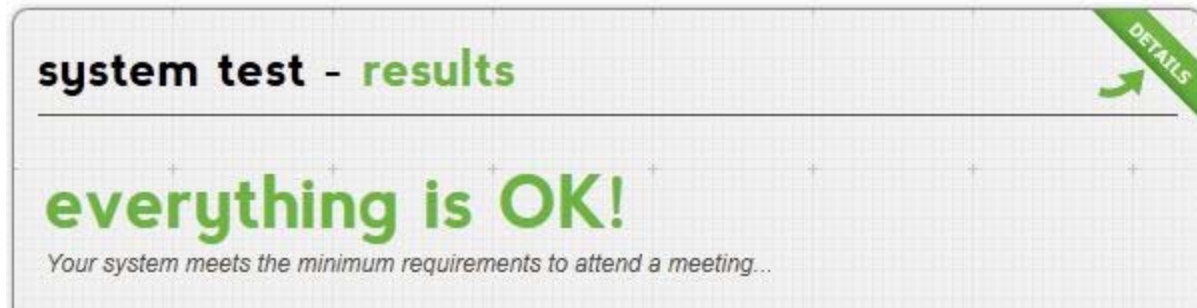 DETAILS
system test - results
everything is OK!
Your system meets the minimum requirements to attend a meeting...